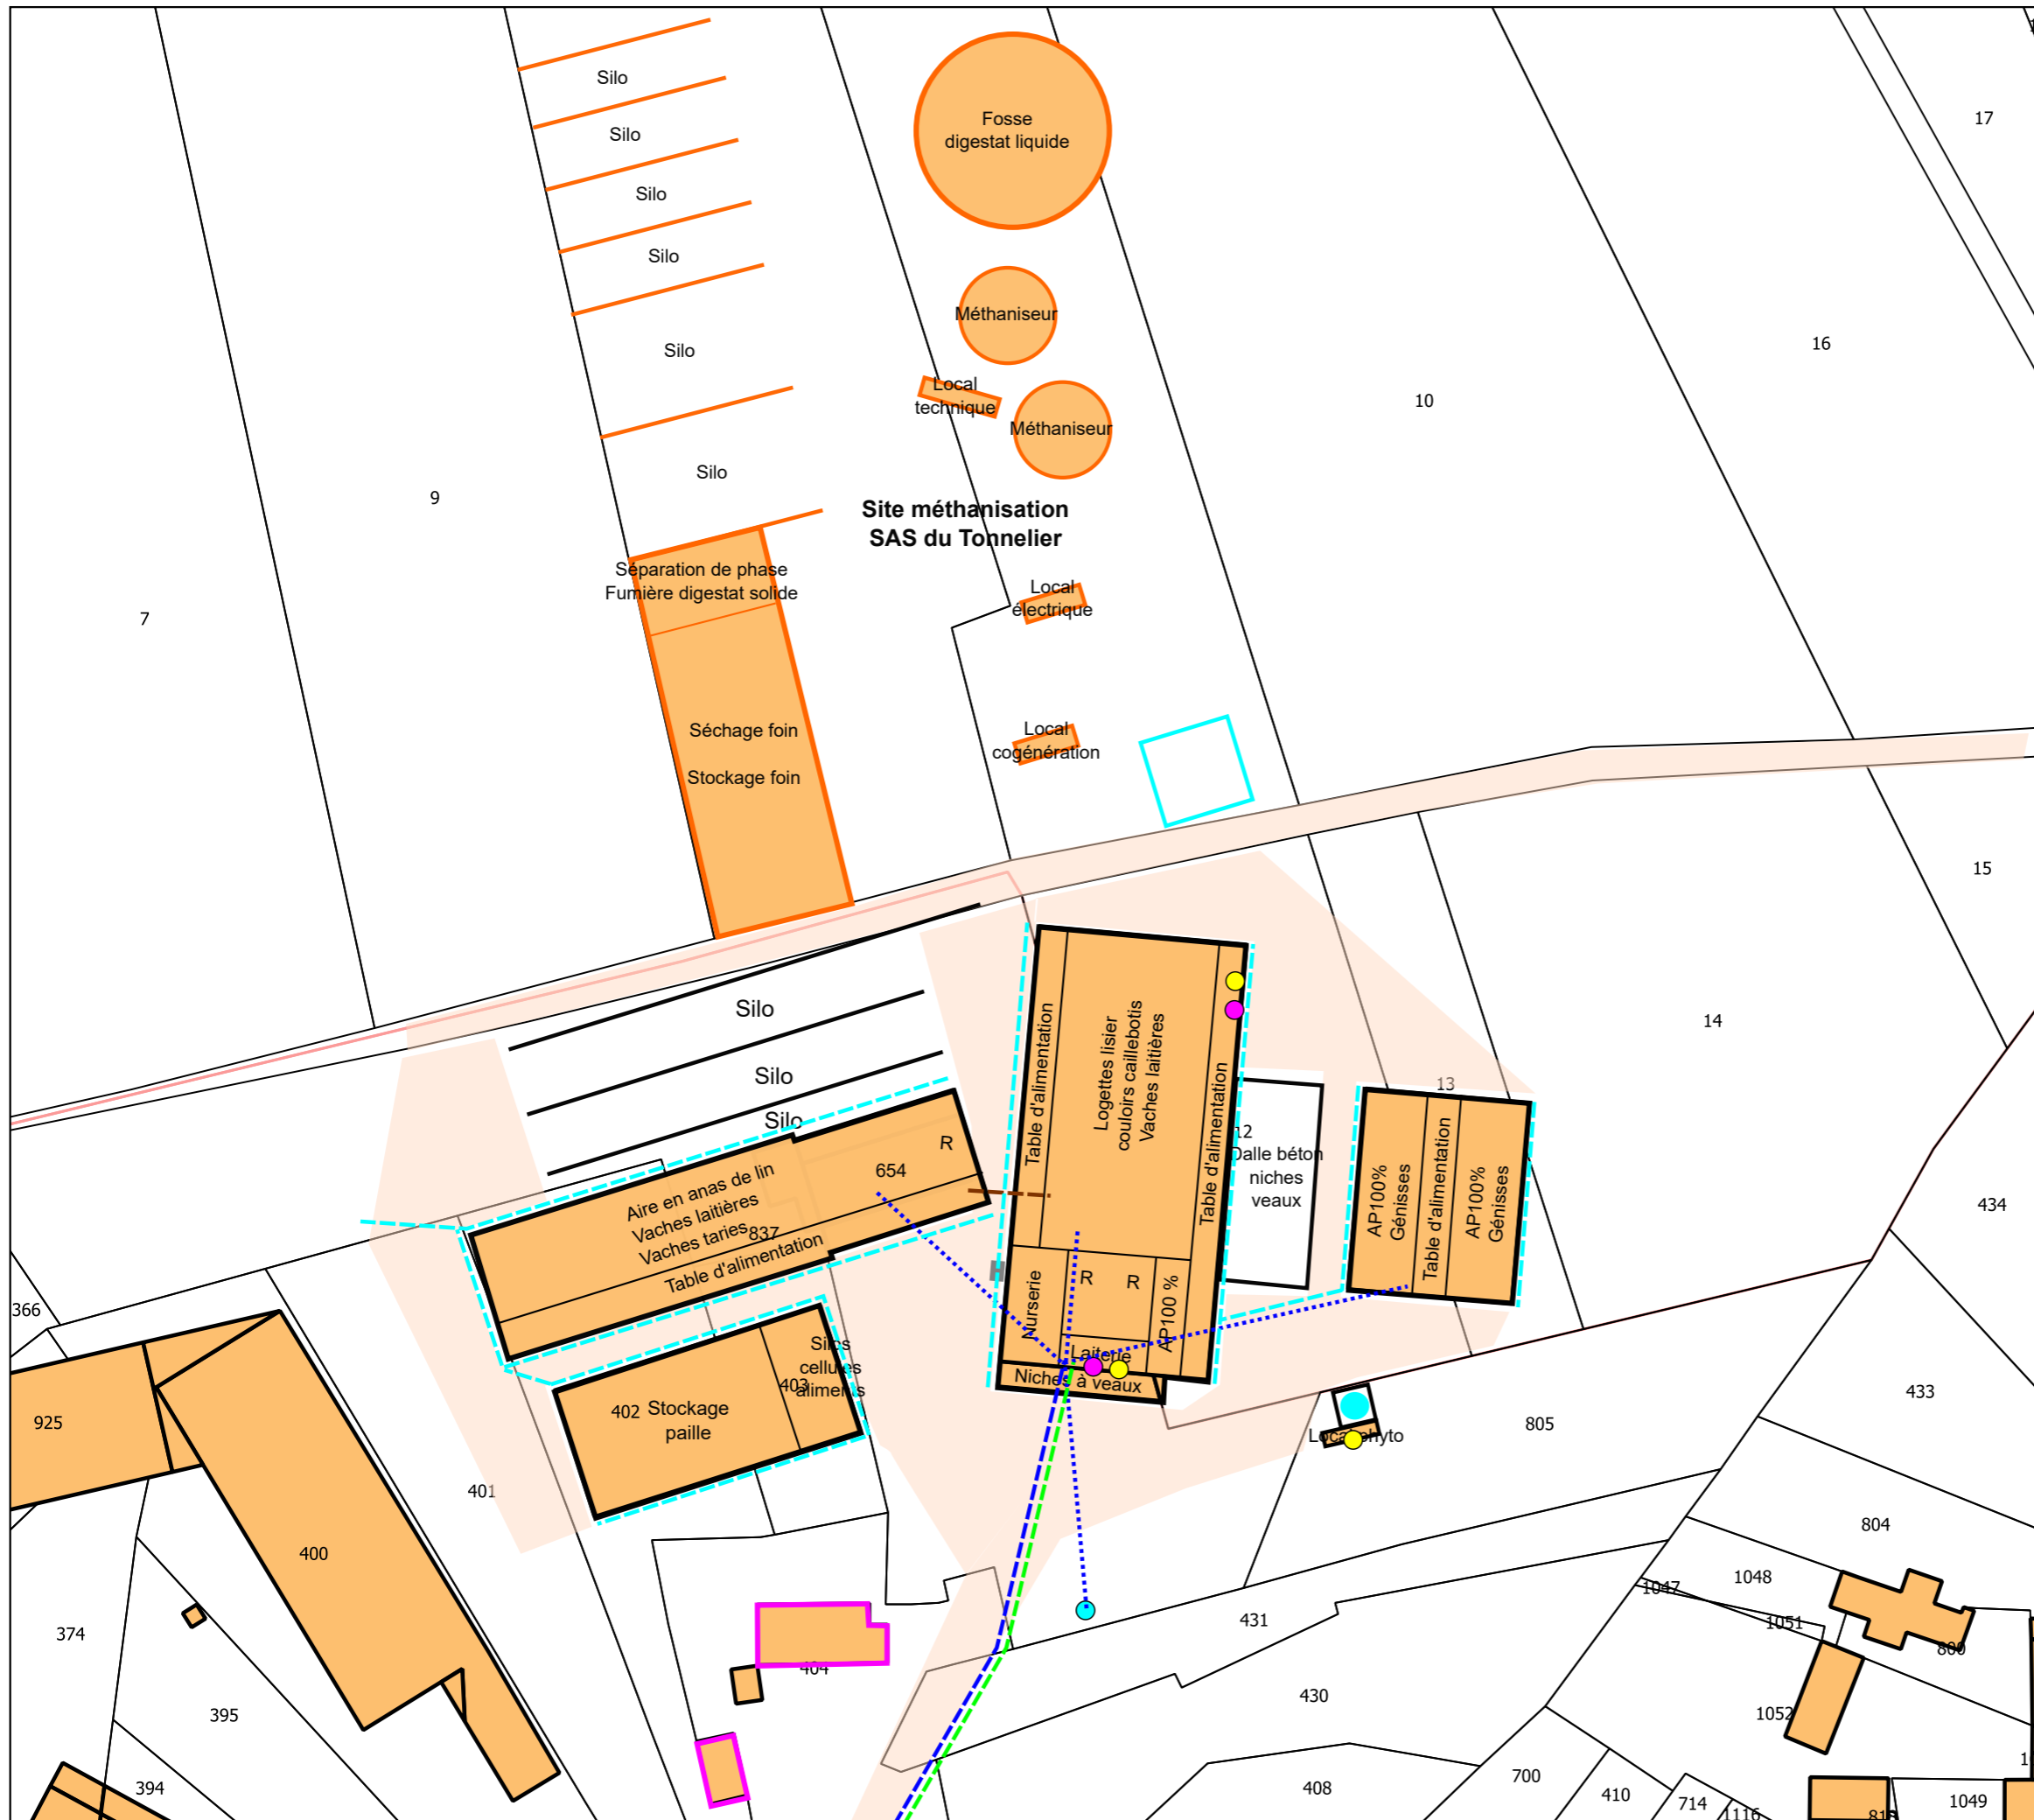 Silo
Silo
Silo
Silo
Silo
Silo
Fosse
digestat liquide
Méthaniseur
Local
technique
Méthaniseur
Site méthanisation
SAS du Tonnelier
Séparation de phase
Fumière digestat solide
Séchage foin
Stockage foin
Local
électrique
Local
cogénération
7
9
10
16
17
15
14
13
12
434
433
805
804
Silo
Silo
Silo
R
654
Aire en anas de lin
Vaches laitières
Vaches taries
837
Table d'alimentation
Table d'alimentation
Logettes lisier
couloirs caillebotis
Vaches laitières
Table d'alimentation
Dalle béton
niches
veaux
AP100%
Génisses
Table d'alimentation
AP100%
Génisses
H
Nurserie
R
R
AP100 %
Laiterie
Niches à veaux
Silos
cellules
aliments
403
402
Stockage
paille
Local phyto
366
925
400
401
374
395
394
404
431
430
408
700
410
714
1116
1047
1048
1051
1052
1049